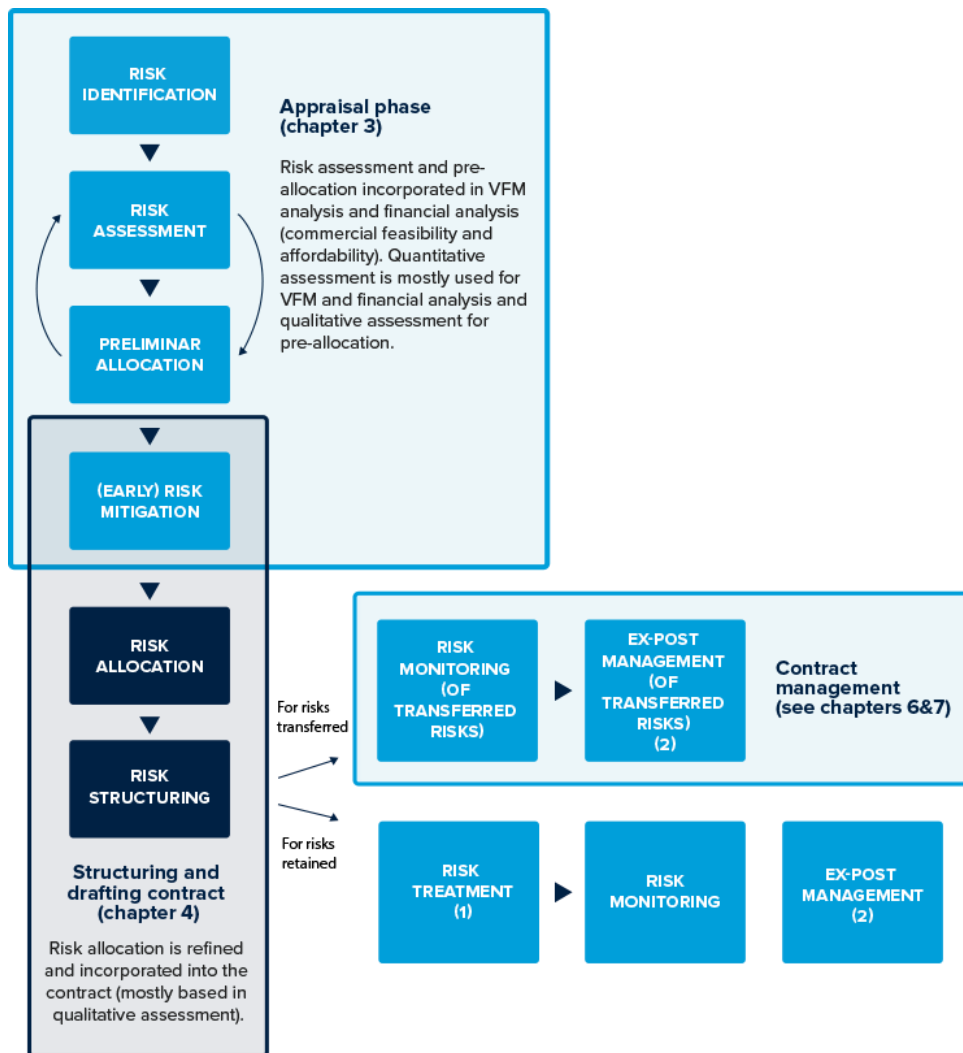 RISK
IDENTIFICATION
Appraisal phase
(chapter 3)
Risk assessment and pre-
allocation incorporated in VFM
analysis and financial analysis
(commercial feasibility and
affordability). Quantitative
assessment is mostly used for
VFM and financial analysis and
qualitative assessment for
pre-allocation.
RISK
ASSESSMENT
PRELIMINAR
ALLOCATION
(EARLY) RISK
MITIGATION
RISK
ALLOCATION
RISK
STRUCTURING
Structuring and
drafting contract
(chapter 4)
Risk allocation is refined
and incorporated into the
contract (mostly based in
qualitative assessment).
For risks
transferred
RISK
MONITORING
(OF
TRANSFERRED
RISKS)
EX-POST
MANAGEMENT
(OF
TRANSFERRED
RISKS)
(2)
Contract
management
(see chapters 6&7)
For risks
retained
RISK
TREATMENT
(1)
RISK
MONITORING
EX-POST
MANAGEMENT
(2)